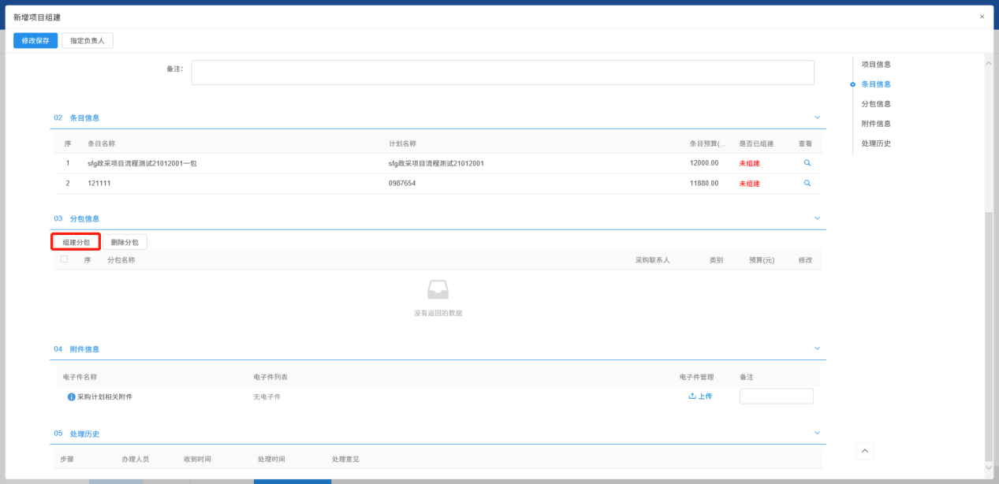 新增项目组建
×
修改保存 指定负责人
备注：
项目信息
条目信息
分包信息
附件信息
处理历史
02 条目信息
序 条目名称 计划名称 条目预算(... 是否已组建 查看
1 sfg政采项目流程测试21012001一包 sfg政采项目流程测试21012001 12000.00 未组建
2 121111 0987654 11880.00 未组建
03 分包信息
组建分包 删除分包
序 分包名称 采购联系人 类别 预算(元) 修改
没有返回的数据
04 附件信息
电子件名称 电子件列表 电子件管理 备注
采购计划相关附件 无电子件 上传
05 处理历史
步骤 办理人员 收到时间 处理时间 处理意见